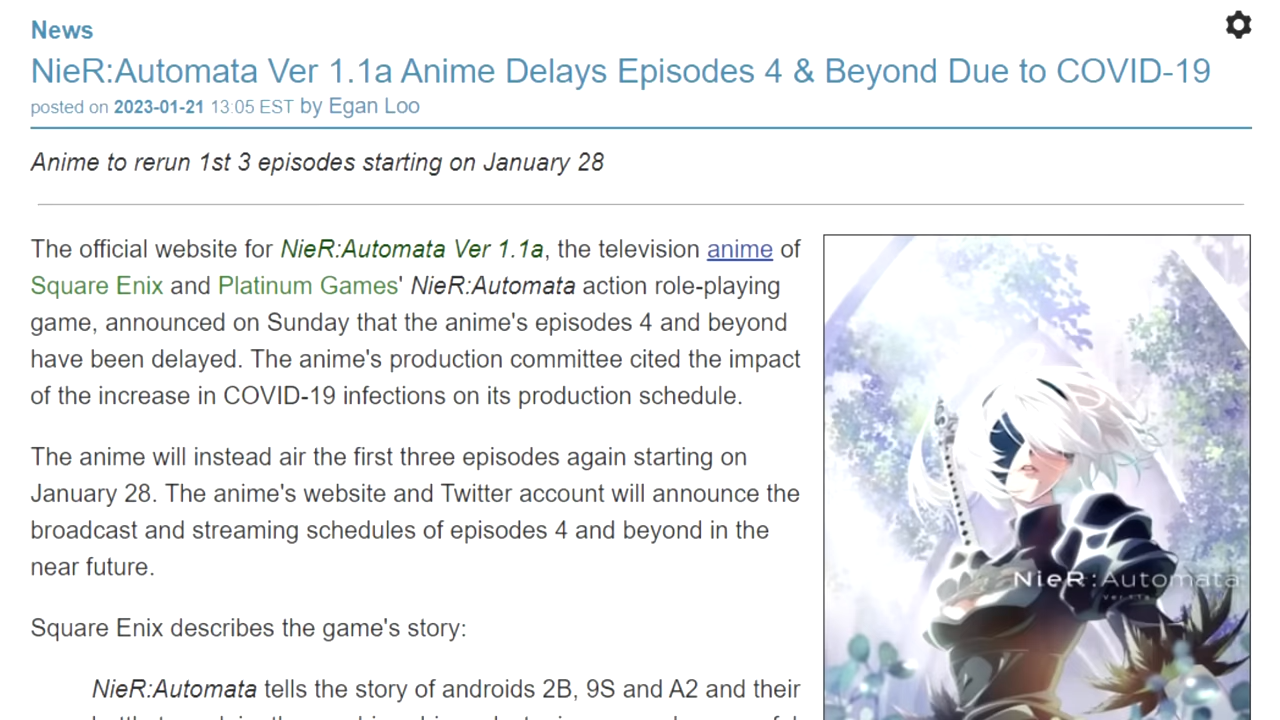 News
NieR:Automata Ver 1.1a Anime Delays Episodes 4 & Beyond Due to COVID-19
posted on 2023-01-21 13:05 EST by Egan Loo
Anime to rerun 1st 3 episodes starting on January 28
The official website for NieR:Automata Ver 1.1a, the television anime of
Square Enix and Platinum Games' NieR:Automata action role-playing
game, announced on Sunday that the anime's episodes 4 and beyond
have been delayed. The anime's production committee cited the impact
of the increase in COVID-19 infections on its production schedule.
The anime will instead air the first three episodes again starting on
January 28. The anime's website and Twitter account will announce the
broadcast and streaming schedules of episodes 4 and beyond in the
near future.
Square Enix describes the game's story:
NieR:Automata tells the story of androids 2B, 9S and A2 and their
NieR:Automata
Ver1.1a